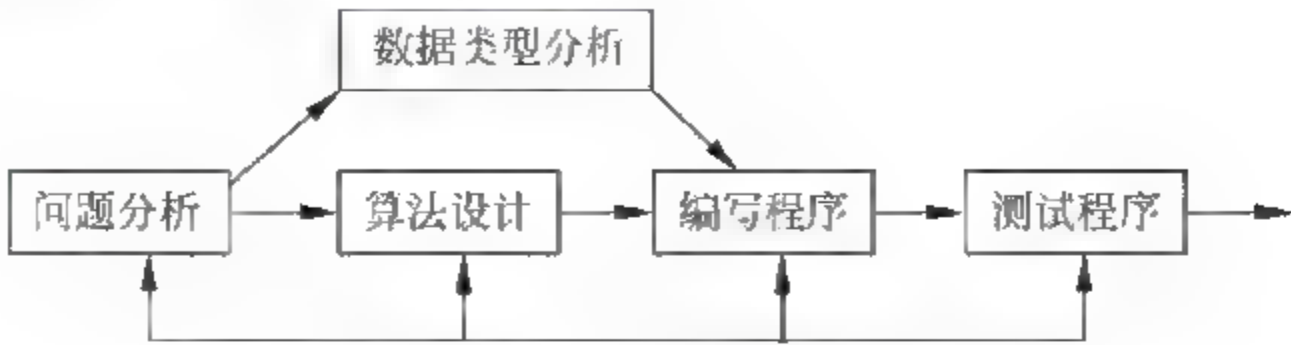 数据类型分析
问题分析
算法设计
编写程序
测试程序